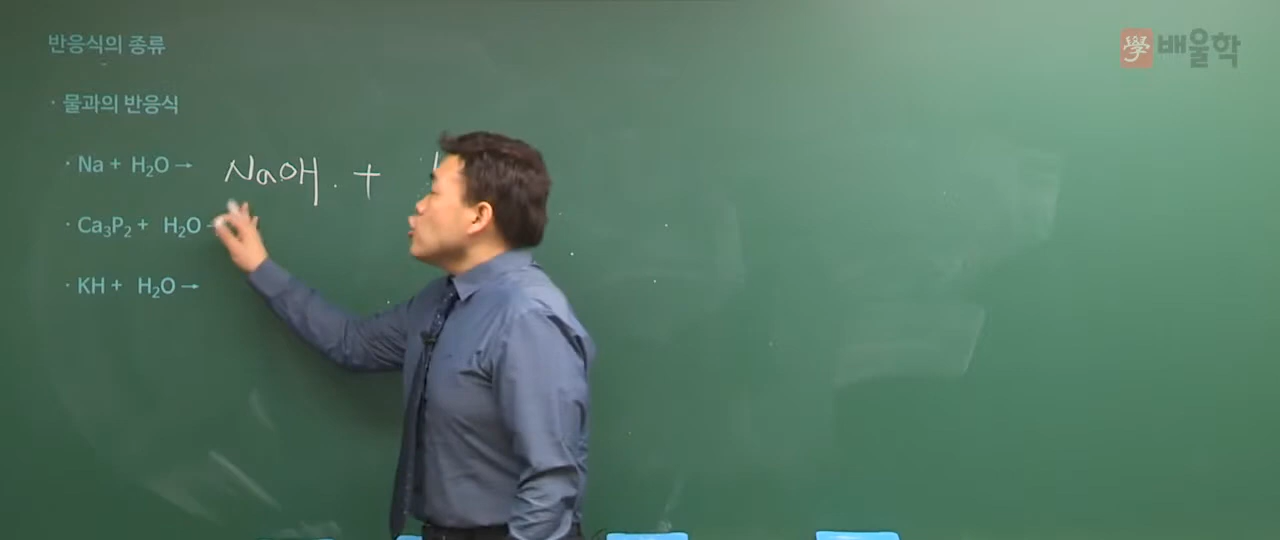 반응식의 종류
學 배울학
· 물과의 반응식
· Na + H₂O → NaOH +
· Ca₃P₂ + H₂O →
· KH + H₂O →